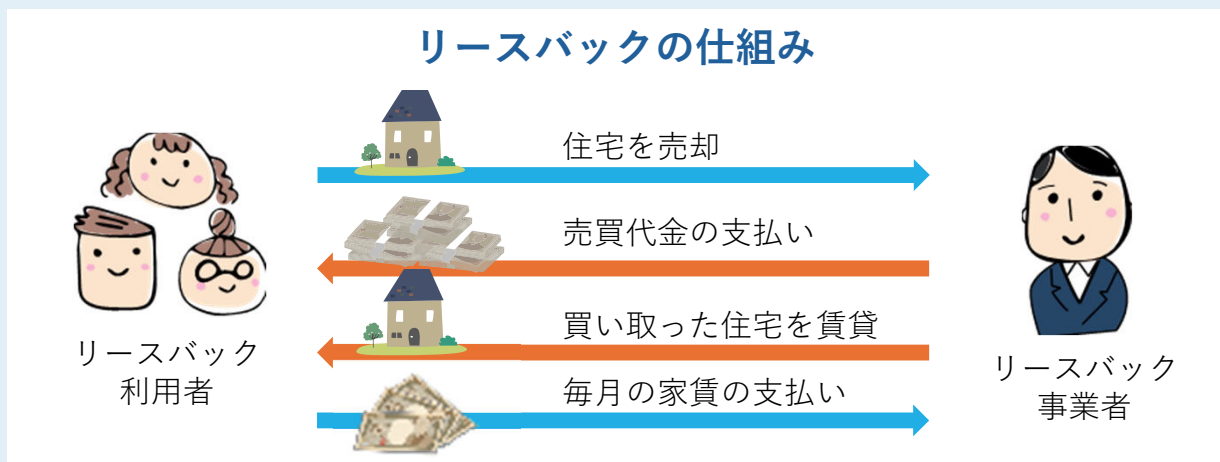 リースバックの仕組み
住宅を売却
売買代金の支払い
買い取った住宅を賃貸
毎月の家賃の支払い
リースバック
利用者
リースバック
事業者